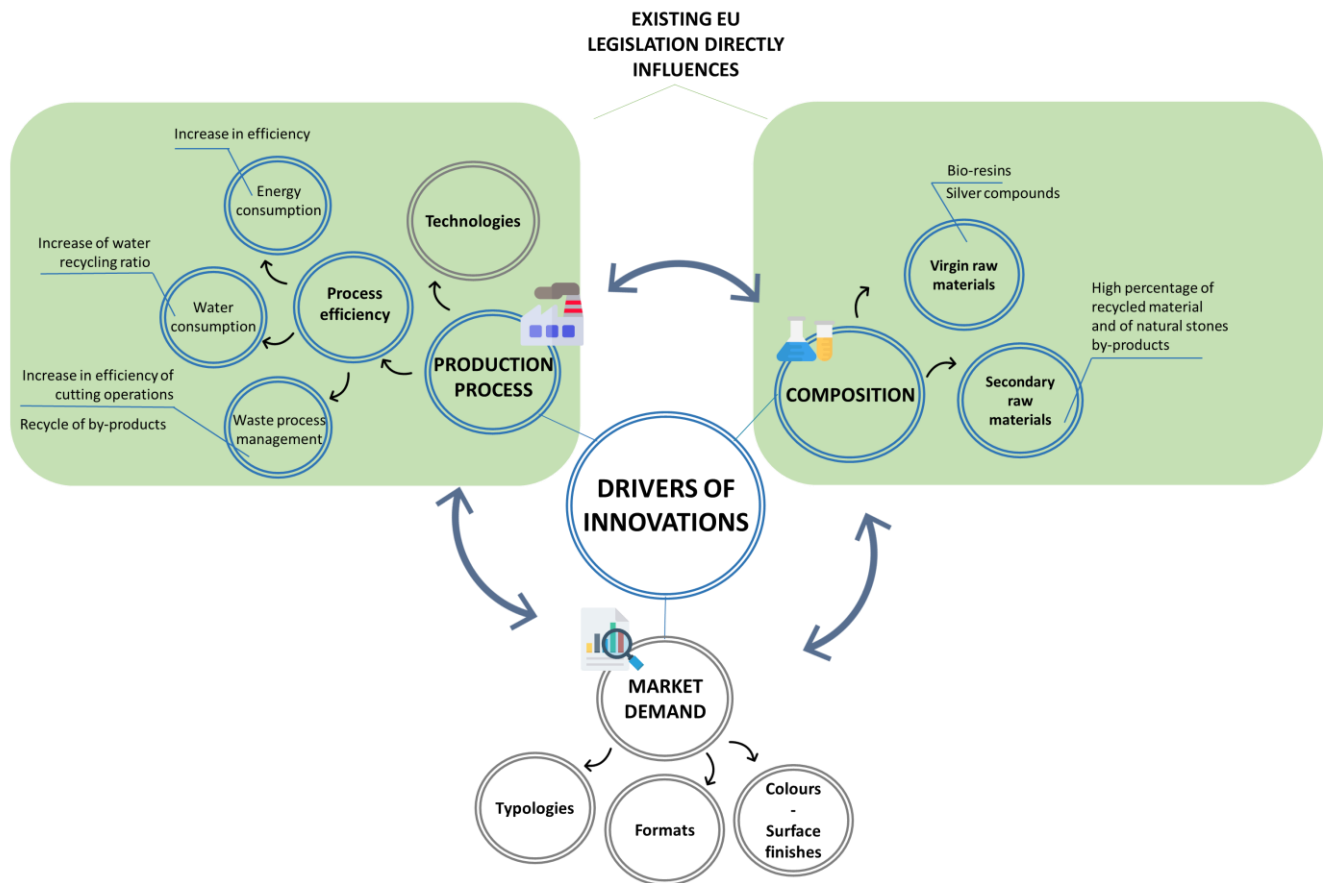 EXISTING EU
LEGISLATION DIRECTLY
INFLUENCES
Increase in efficiency
Energy
consumption
Technologies
Increase of water
recycling ratio
Water
consumption
Process
efficiency
PRODUCTION
PROCESS
Increase in efficiency of
cutting operations
Recycle of by-products
Waste process
management
Bio-resins
Silver compounds
Virgin raw
materials
High percentage of
recycled material
and of natural stones
by-products
COMPOSITION
Secondary
raw
materials
DRIVERS OF
INNOVATIONS
MARKET
DEMAND
Typologies
Formats
Colours
-
Surface
finishes